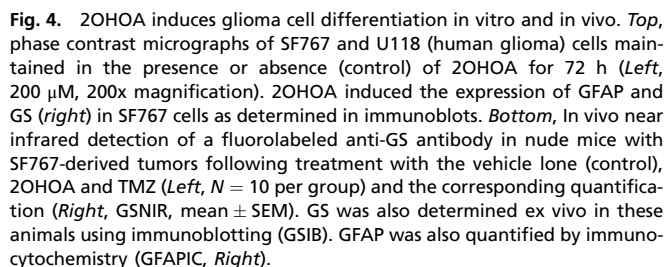 Fig. 4. 2OHOA induces glioma cell differentiation in vitro and in vivo. Top,
phase contrast micrographs of SF767 and U118 (human glioma) cells main-
tained in the presence or absence (control) of 2OHOA for 72 h (Left,
200 μM, 200x magnification). 2OHOA induced the expression of GFAP and
GS (right) in SF767 cells as determined in immunoblots. Bottom, In vivo near
infrared detection of a fluorolabeled anti-GS antibody in nude mice with
SF767-derived tumors following treatment with the vehicle lone (control),
2OHOA and TMZ (Left, N = 10 per group) and the corresponding quantifica-
tion (Right, GSNIR, mean ± SEM). GS was also determined ex vivo in these
animals using immunoblotting (GSIB). GFAP was also quantified by immuno-
cytochemistry (GFAPIC, Right).